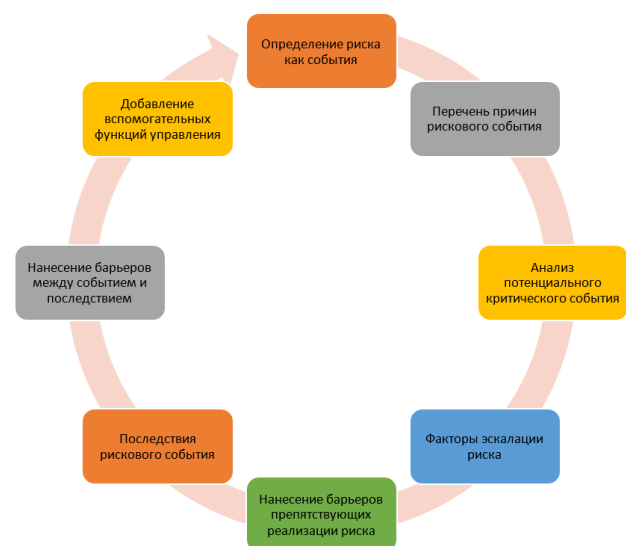 Определение риска
как события
Перечень причин
рискового события
Анализ
потенциального
критического события
Факторы эскалации
риска
Нанесение барьеров
препятствующих
реализации риска
Последствия
рискового события
Нанесение барьеров
между событием и
последствием
Добавление
вспомогательных
функций управления